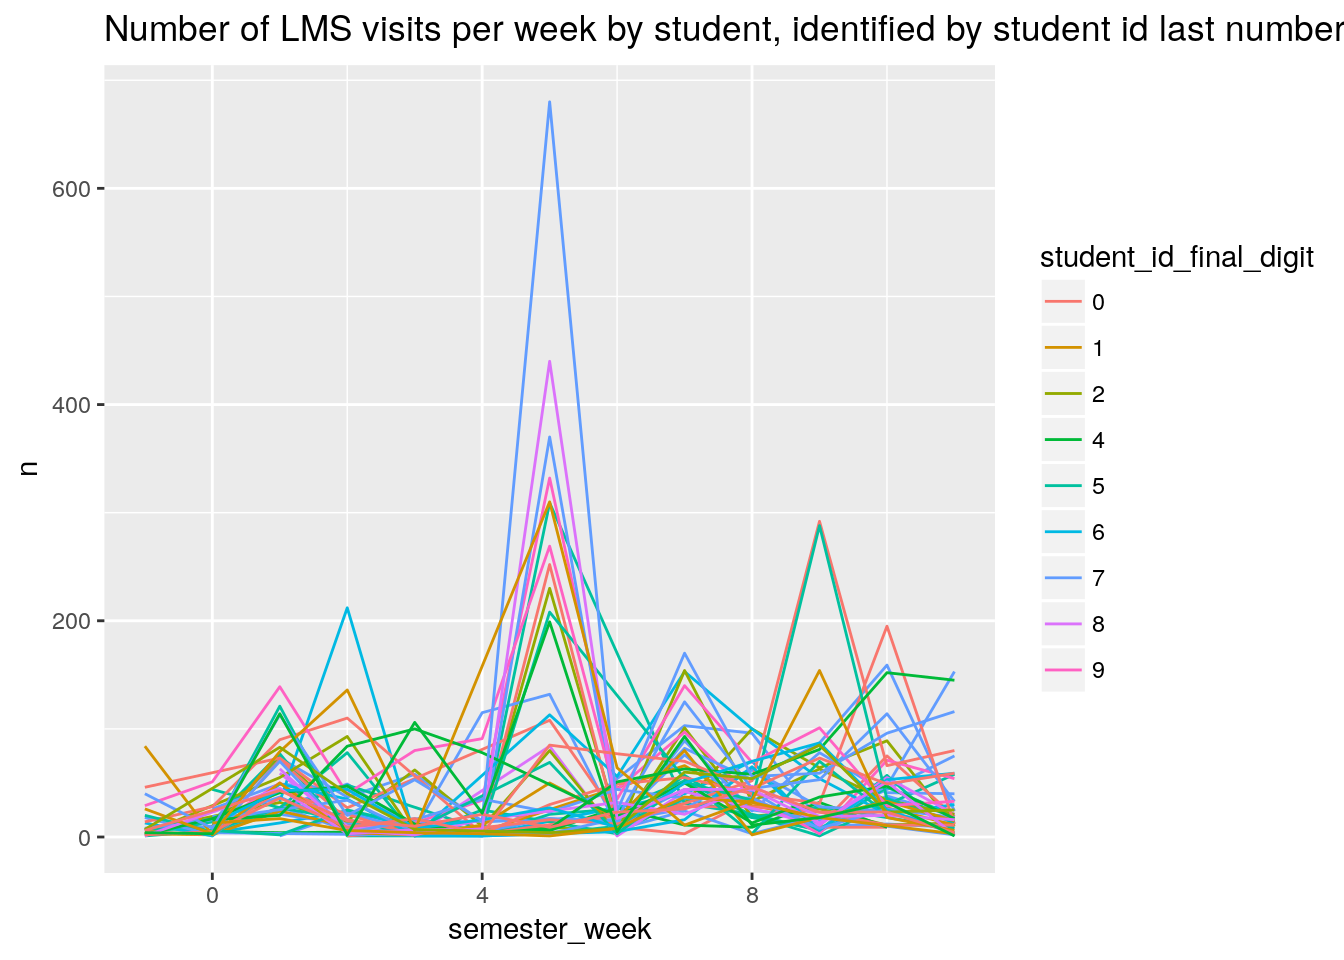 Number of LMS visits per week by student, identified by student id last number
600
400
200
0
n
0 4 8
semester_week
student_id_final_digit
0
1
2
4
5
6
7
8
9